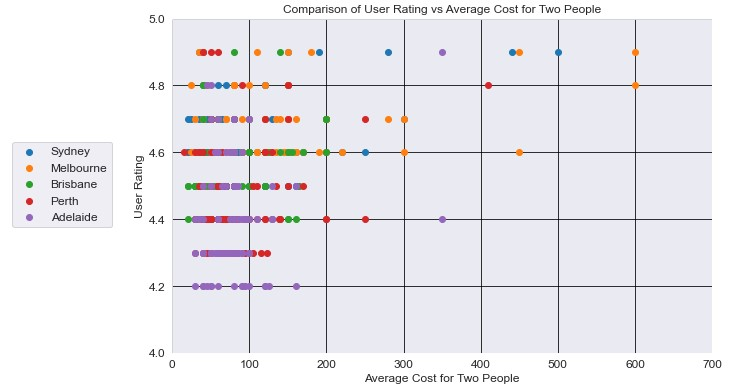 Comparison of User Rating vs Average Cost for Two People
5.0
4.8
4.6
4.4
4.2
4.0
User Rating
Sydney
Melbourne
Brisbane
Perth
Adelaide
0 100 200 300 400 500 600 700
Average Cost for Two People